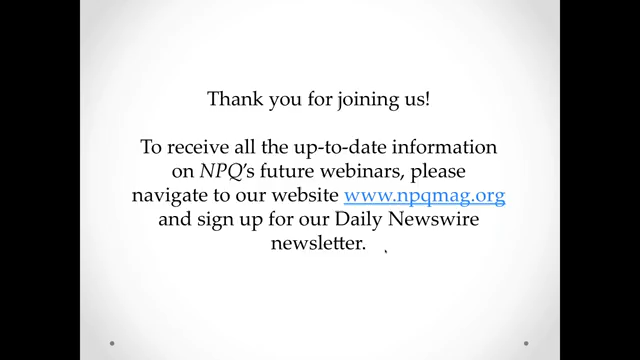 Thank you for joining us!
To receive all the up-to-date information
on NPQ's future webinars, please
navigate to our website www.npqmag.org
and sign up for our Daily Newswire
newsletter.